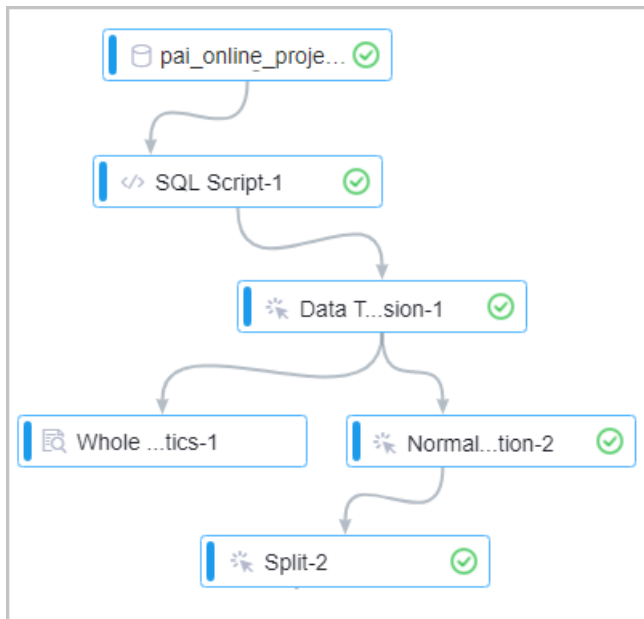 pai_online_proje...
SQL Script-1
Data T...sion-1
Whole ...tics-1
Normal...tion-2
Split-2